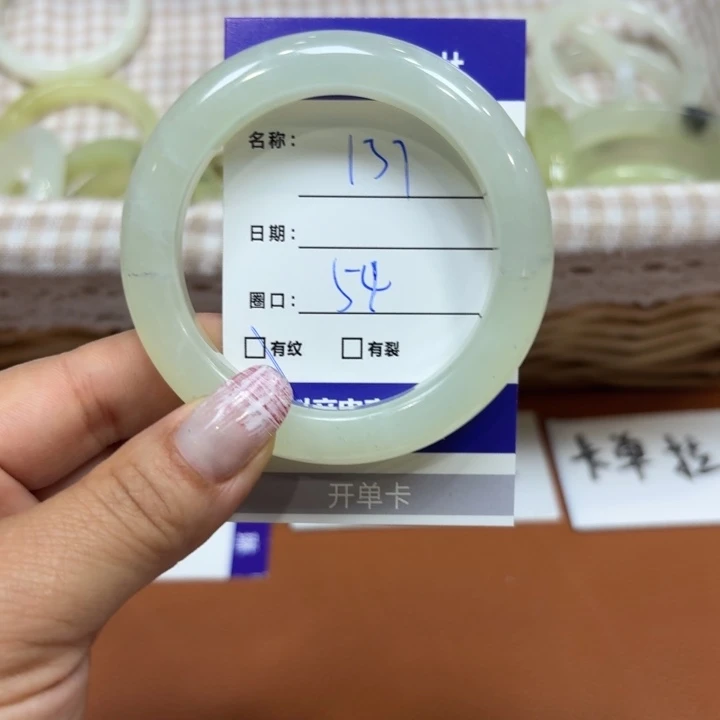 名称: 137
日期:
圈口: 54
有纹 有裂
开单卡
卡单拉